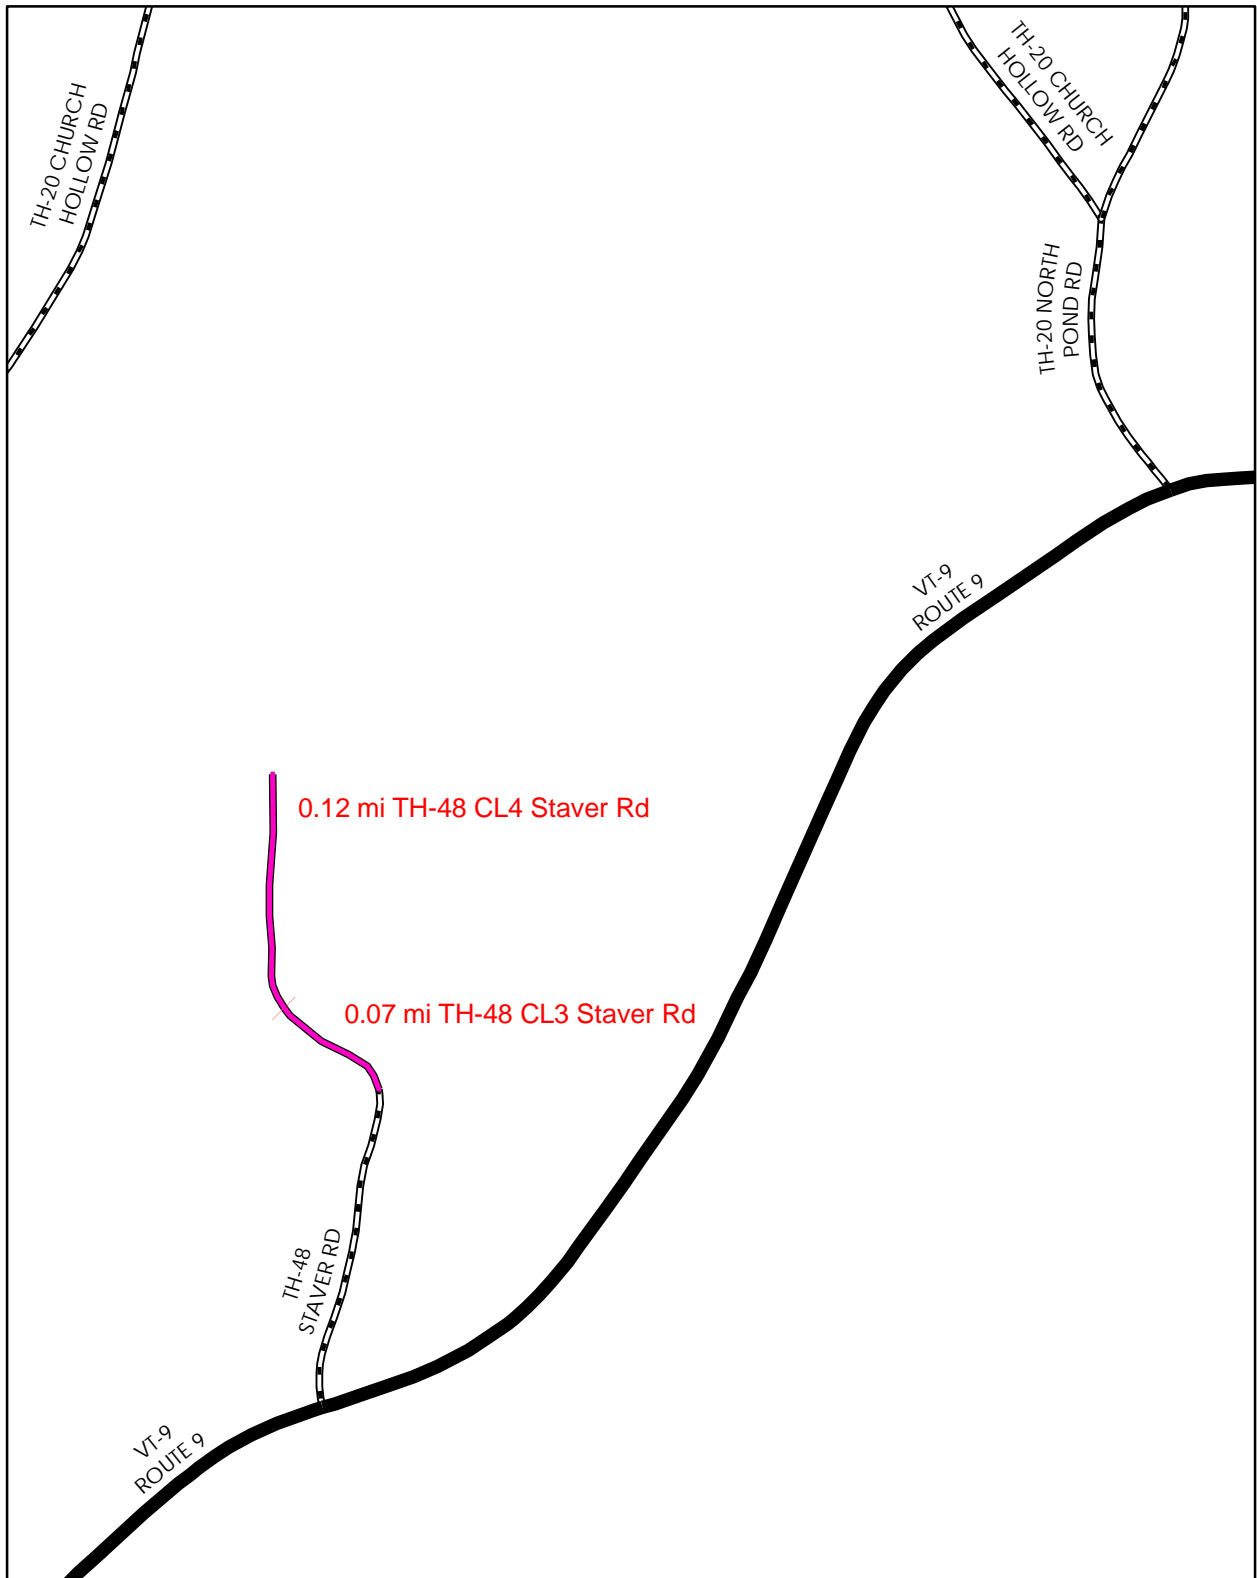 TH-20 CHURCH
HOLLOW RD
TH-20 CHURCH
HOLLOW RD
TH-20 NORTH
POND RD
VT-9
ROUTE 9
0.12 mi TH-48 CL4 Staver Rd
0.07 mi TH-48 CL3 Staver Rd
TH-48
STAVER RD
VT-9
ROUTE 9